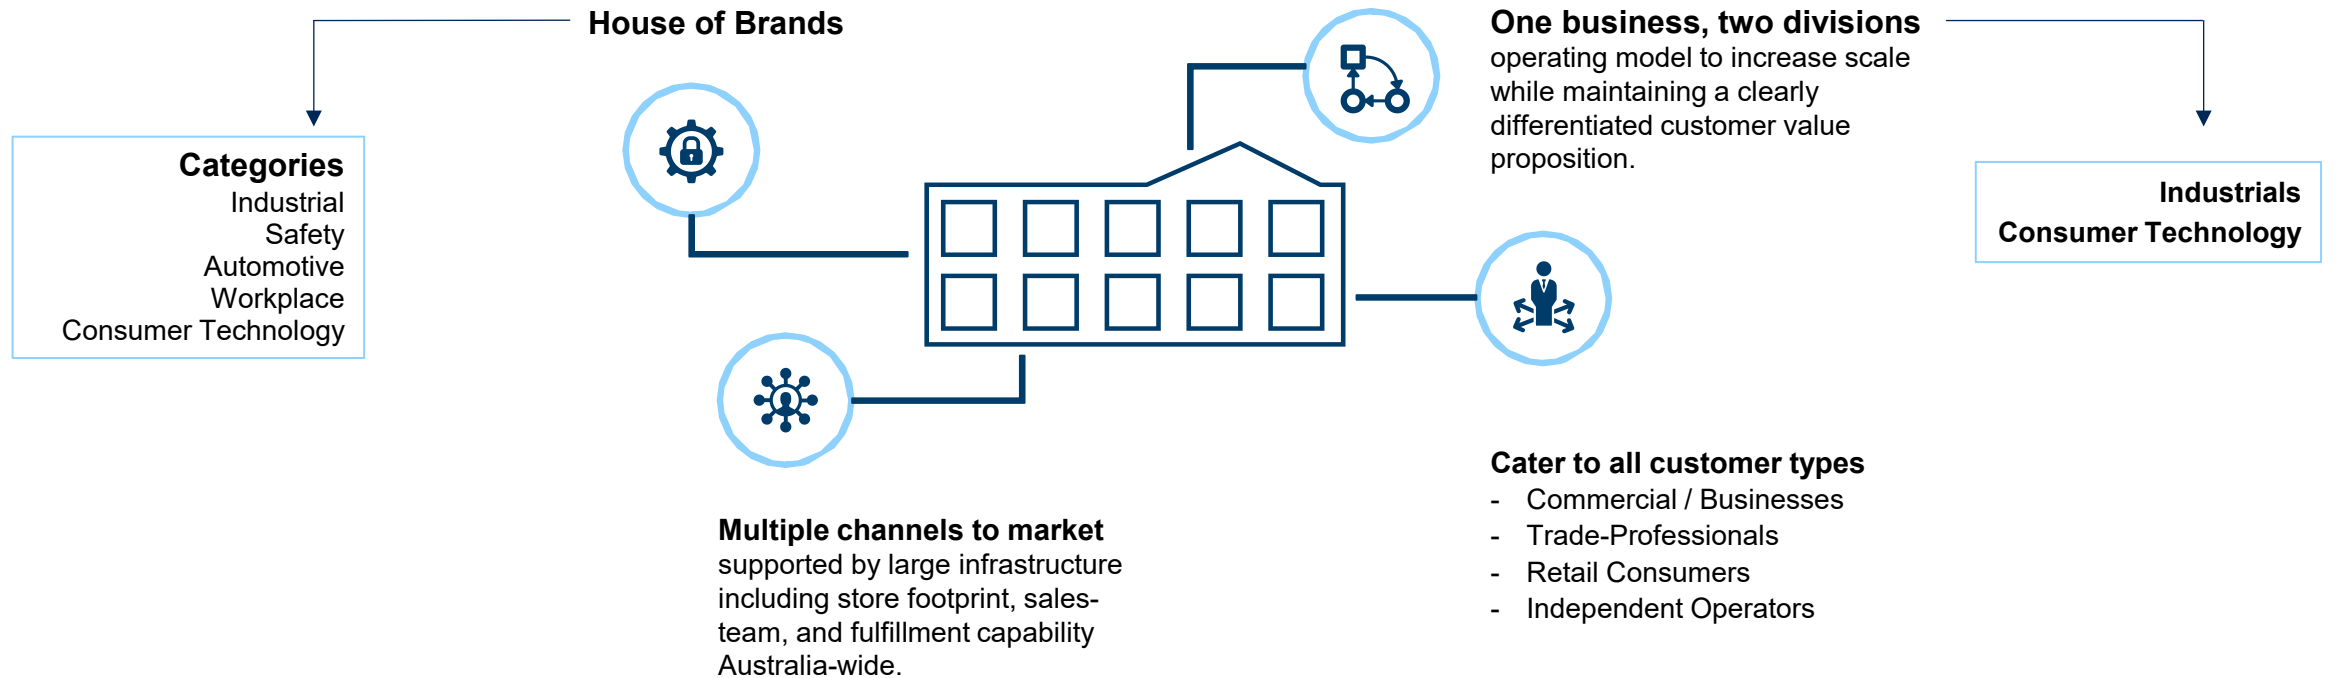 House of Brands
Categories
Industrial
Safety
Automotive
Workplace
Consumer Technology
One business, two divisions
operating model to increase scale
while maintaining a clearly
differentiated customer value
proposition.
Industrials
Consumer Technology
Multiple channels to market
supported by large infrastructure
including store footprint, sales-
team, and fulfillment capability
Australia-wide.
Cater to all customer types
- Commercial / Businesses
- Trade-Professionals
- Retail Consumers
- Independent Operators